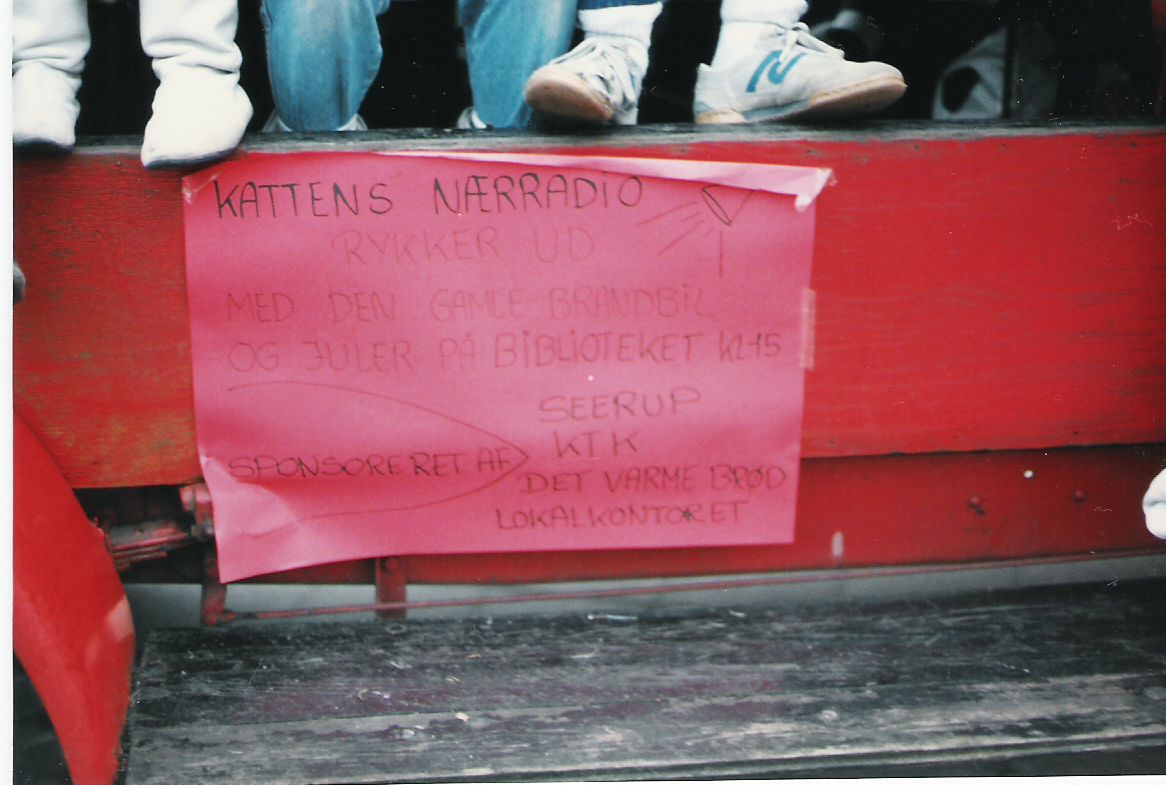 KATTENS NÆRRADIO
RYKKER UD
MED DEN GAMLE BRANDBIL
OG JULER PÅ BIBLIOTEKET KL 15
SPONSORERET AF
SEERUP
KTK
DET VARME BRØD
LOKALKONTORET